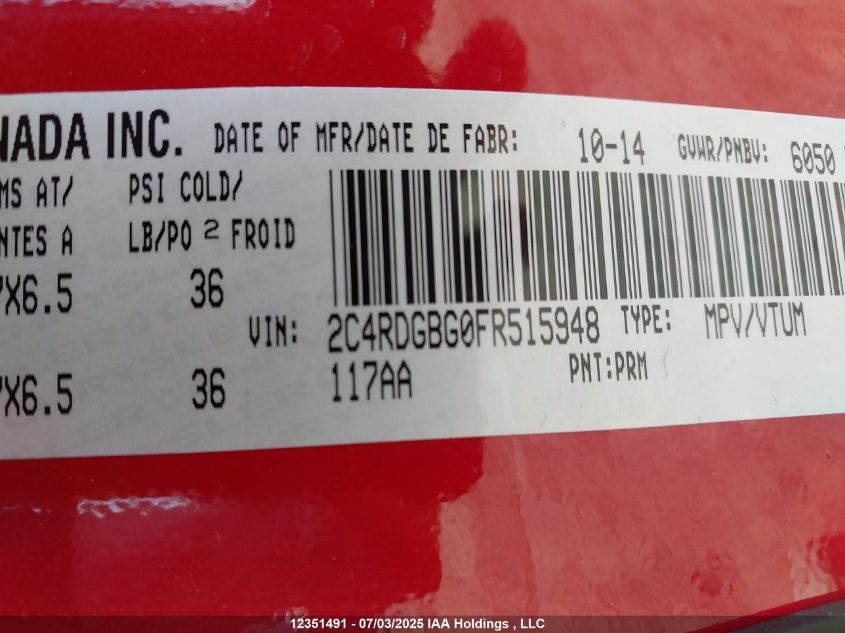 NADA INC. DATE OF MFR/DATE DE FABR: 10-14 GVWR/PNBV: 6050
MS AT/ PSI COLD/
NTES A LB/PO 2 FROID
7X6.5 36
VIN: 2C4RDGBG0FR515948 TYPE: MPV/VTUM
7X6.5 36 117AA PNT:PRM
12351491 - 07/03/2025 IAA Holdings , LLC